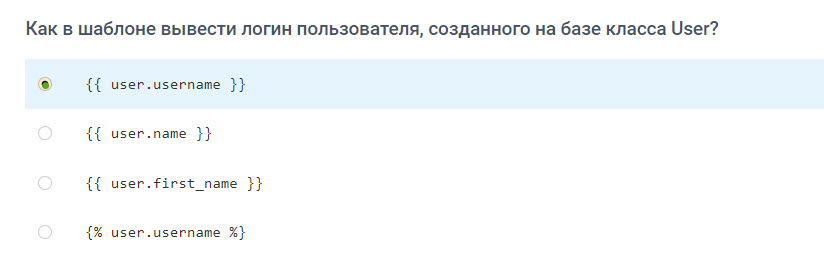 Как в шаблоне вывести логин пользователя, созданного на базе класса User?
{{ user.username }}
{{ user.name }}
{{ user.first_name }}
{% user.username %}